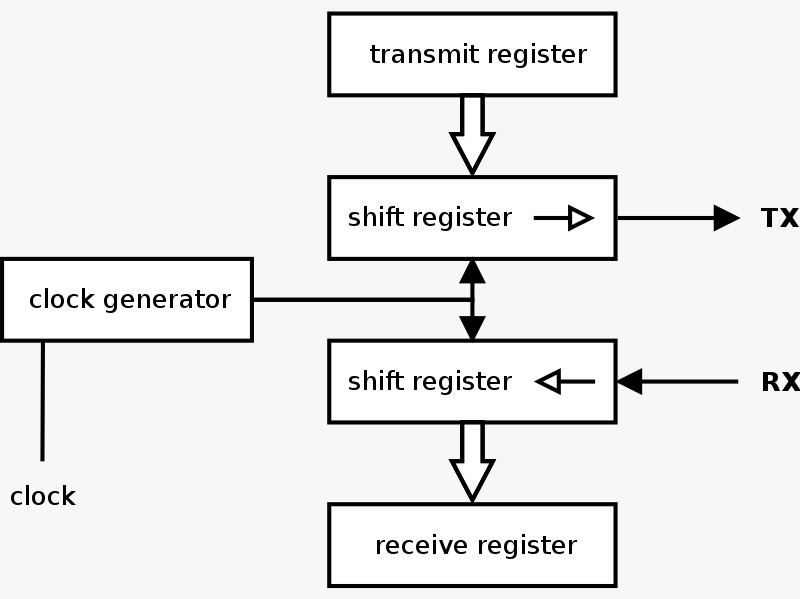 transmit register
shift register
TX
clock generator
shift register
RX
clock
receive register